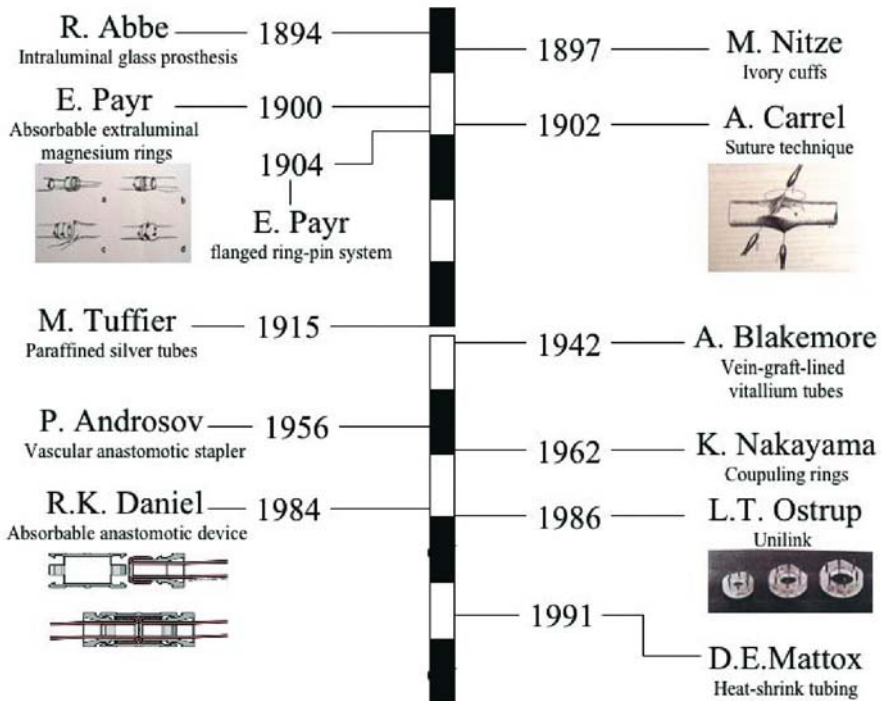 R. Abbe
1894
Intraluminal glass prosthesis
1897
M. Nitze
Ivory cuffs
E. Payr
1900
Absorbable extraluminal
magnesium rings
1902
A. Carrel
Suture technique
1904
a
b
c
d
E. Payr
flanged ring-pin system
M. Tuffier
1915
Paraffined silver tubes
1942
A. Blakemore
Vein-graft-lined
vitallium tubes
P. Androsov
1956
Vascular anastomotic stapler
1962
K. Nakayama
Coupuling rings
R.K. Daniel
1984
Absorbable anastomotic device
1986
L.T. Ostrup
Unilink
1991
D.E.Mattox
Heat-shrink tubing